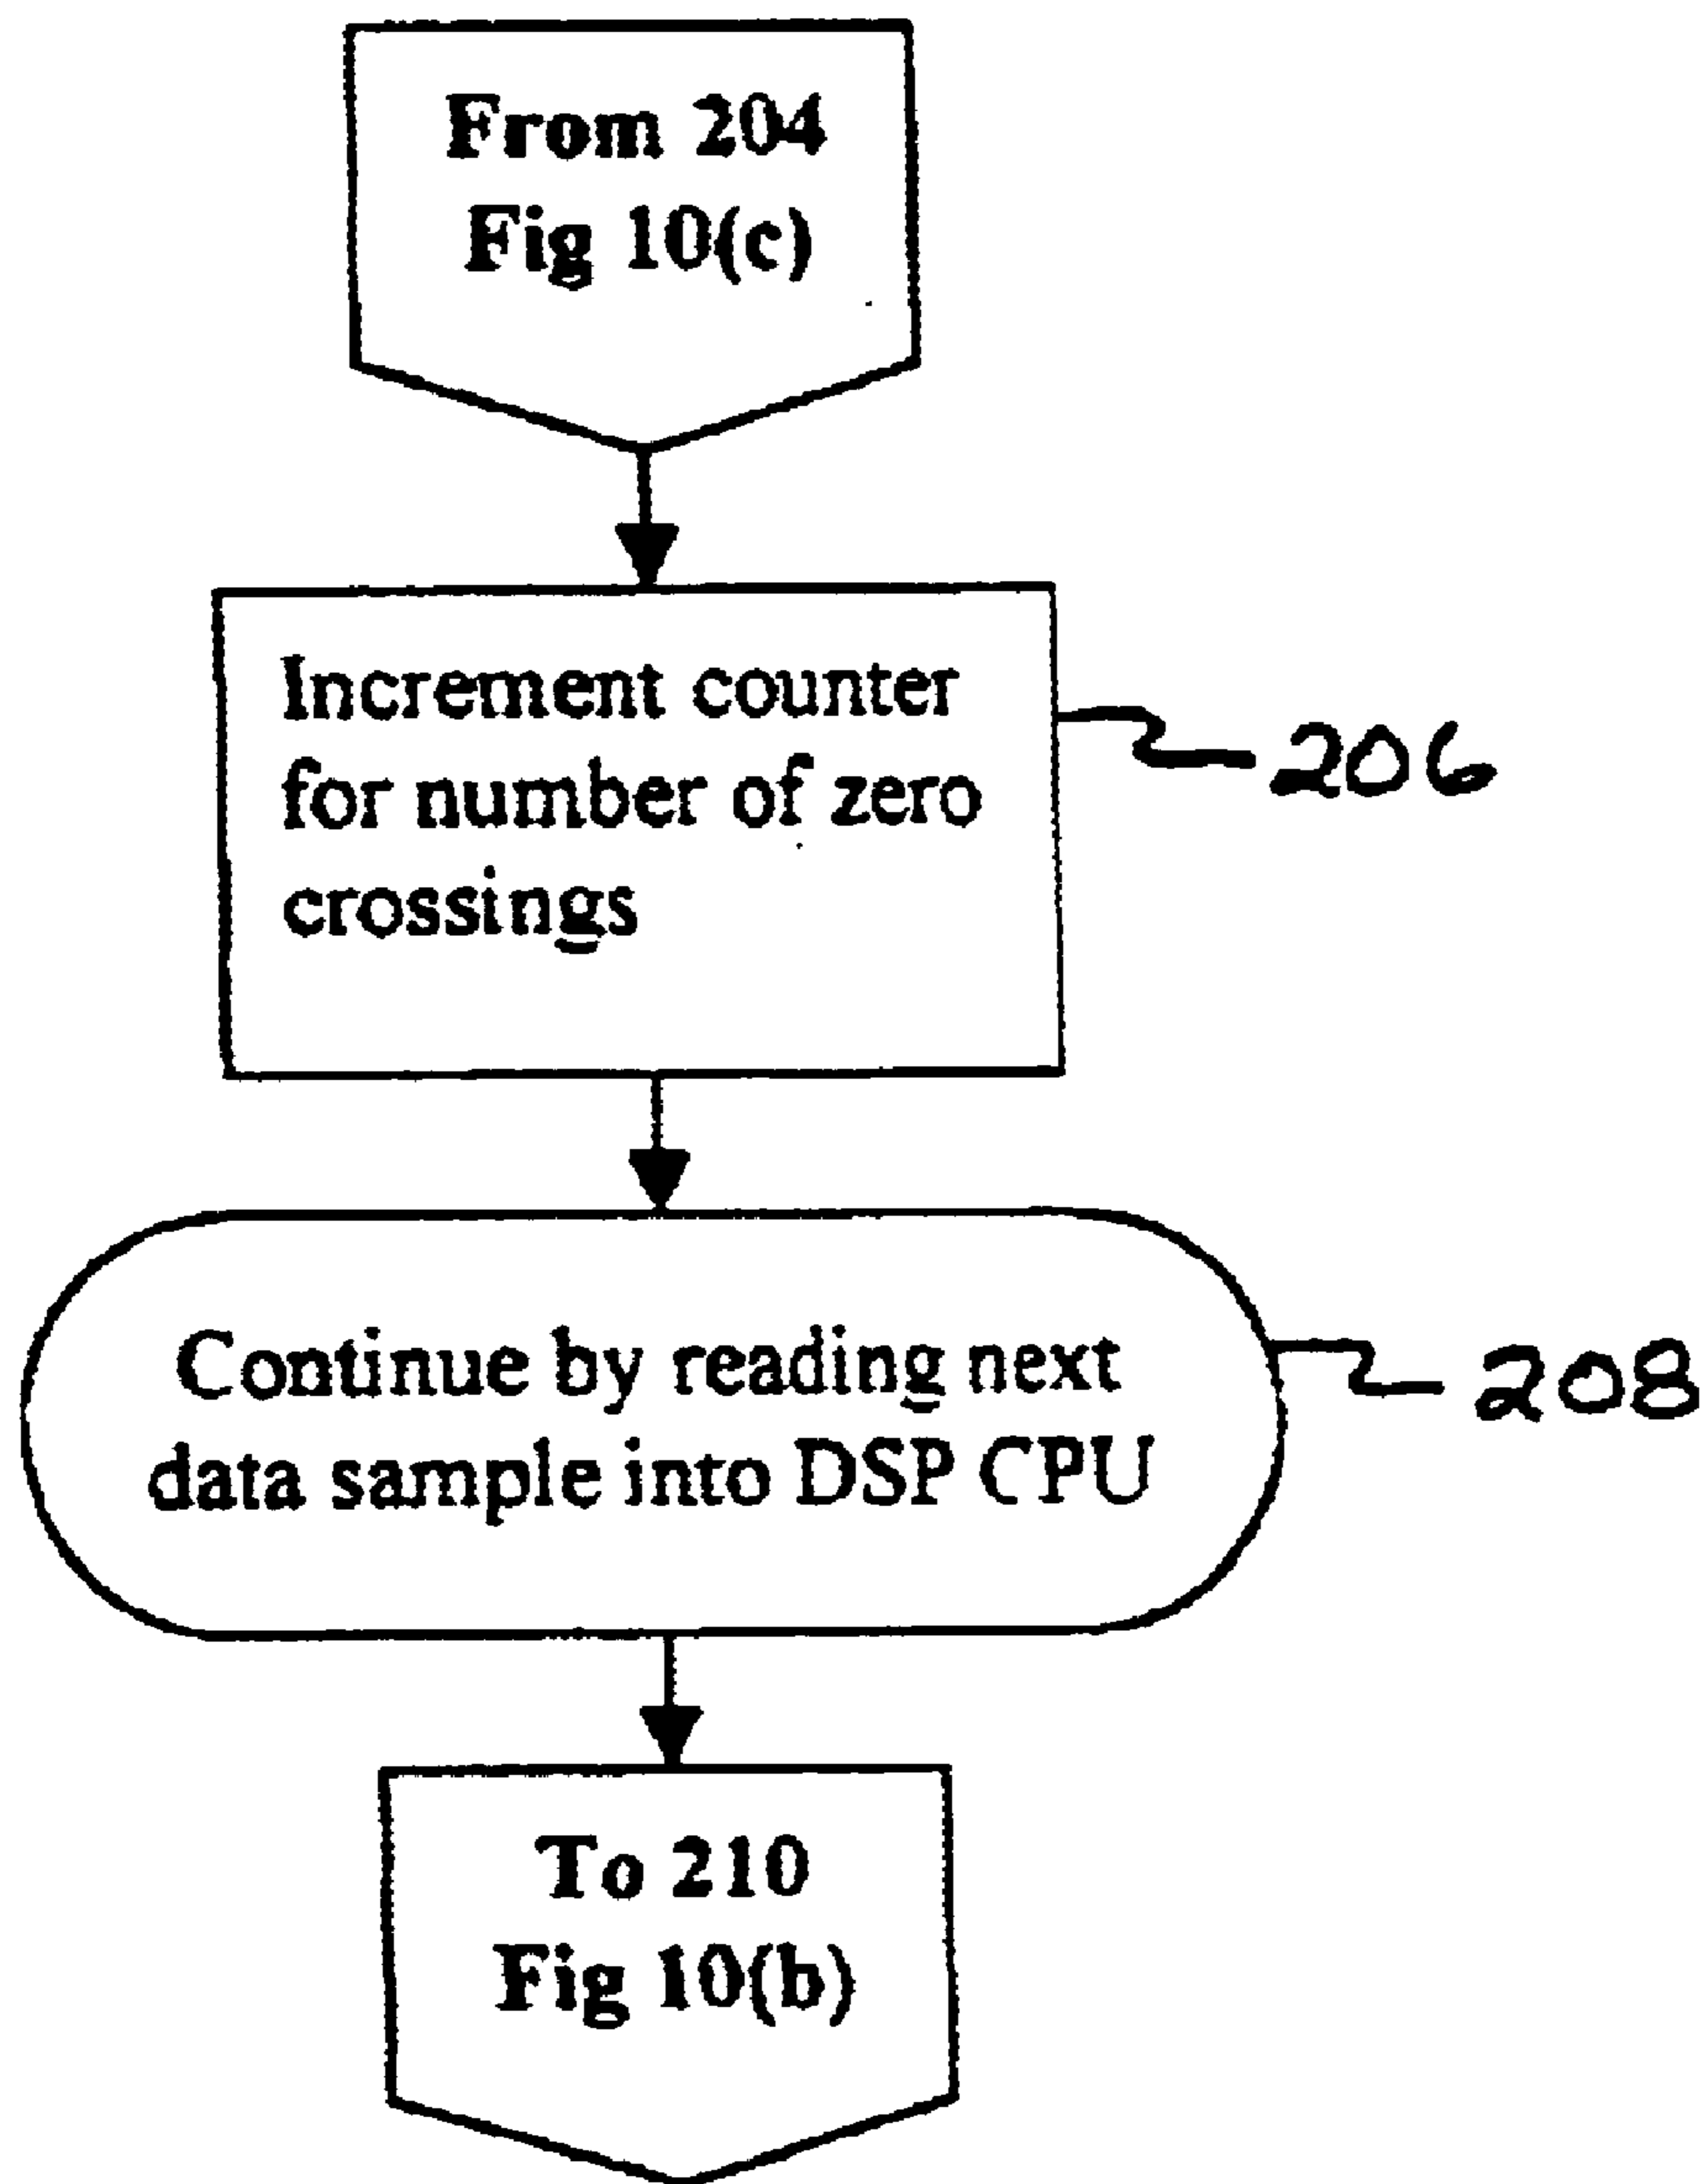 From 204
Fig 10(c)
Increment counter
for number of zero
crossings
206
Continue by reading next
data sample into DSP CPU
208
To 210
Fig 10(b)